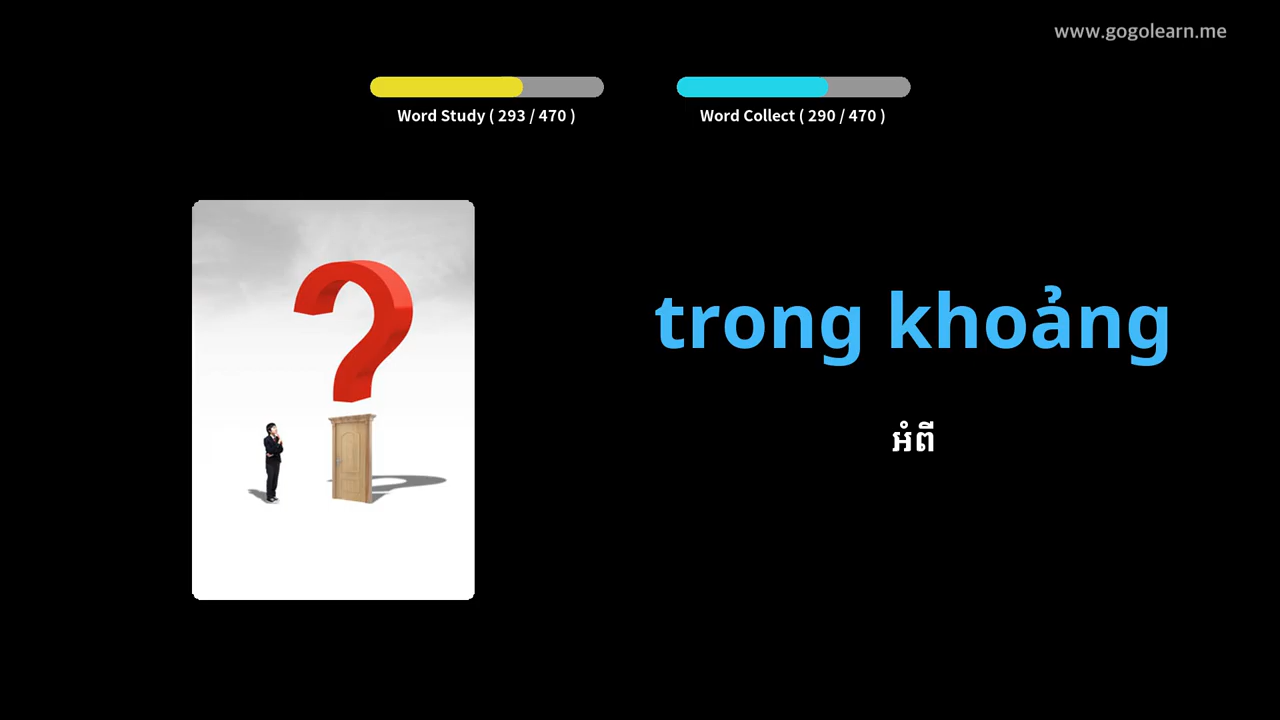 www.gogolearn.me
Word Study ( 293 / 470 )
Word Collect ( 290 / 470 )
trong khoảng
អំពី